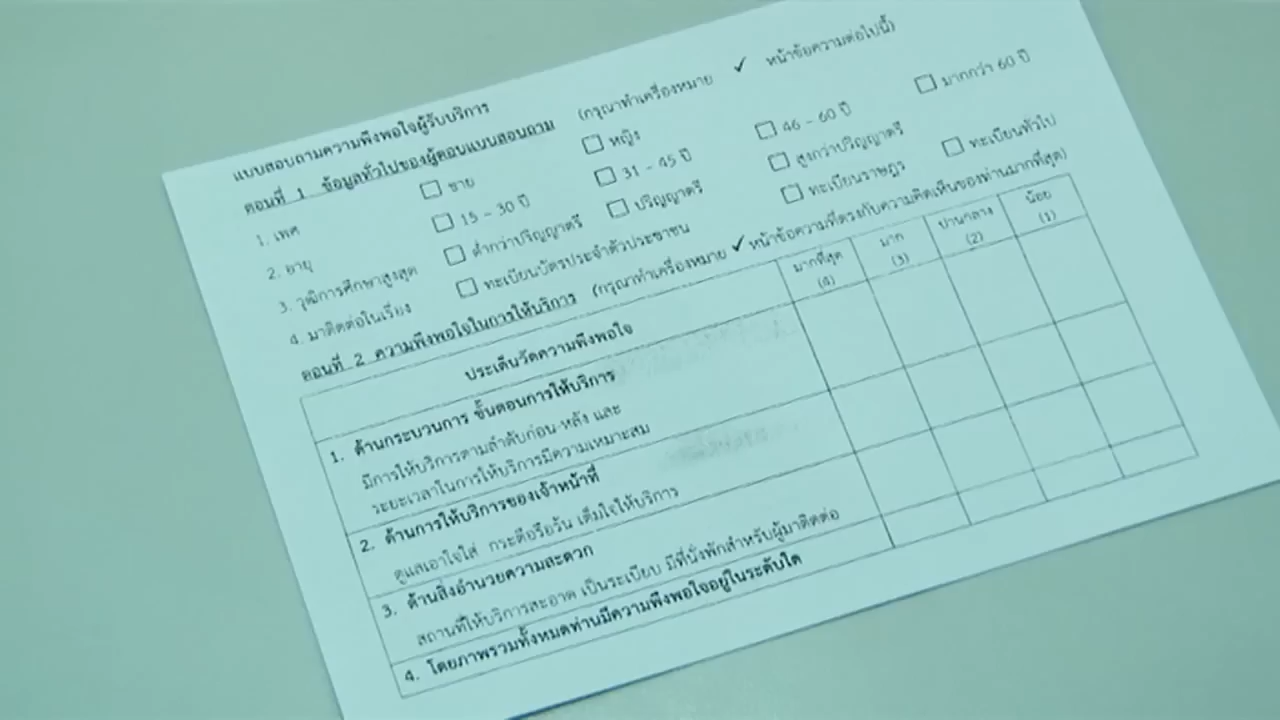 แบบสอบถามความพึงพอใจผู้รับบริการ
ตอนที่ 1 ข้อมูลทั่วไปของผู้ตอบแบบสอบถาม (กรุณาทำเครื่องหมาย ✓ หน้าข้อความต่อไปนี้)
1. เพศ ☐ ชาย ☐ หญิง
2. อายุ ☐ 15 – 30 ปี ☐ 31 – 45 ปี ☐ 46 – 60 ปี ☐ มากกว่า 60 ปี
3. วุฒิการศึกษาสูงสุด ☐ ต่ำกว่าปริญญาตรี ☐ ปริญญาตรี ☐ สูงกว่าปริญญาตรี
4. มาติดต่อในเรื่อง ☐ ทะเบียนบัตรประจำตัวประชาชน ☐ ทะเบียนราษฎร ☐ ทะเบียนทั่วไป
ตอนที่ 2 ความพึงพอใจในการให้บริการ (กรุณาทำเครื่องหมาย ✓ หน้าข้อความที่ตรงกับความคิดเห็นของท่านมากที่สุด)
ประเด็นวัดความพึงพอใจ มากที่สุด (4) มาก (3) ปานกลาง (2) น้อย (1)
1. ด้านกระบวนการ ขั้นตอนการให้บริการ
มีการให้บริการตามลำดับก่อน-หลัง และ
ระยะเวลาในการให้บริการมีความเหมาะสม
2. ด้านการให้บริการของเจ้าหน้าที่
ดูแลเอาใจใส่ กระตือรือร้น เต็มใจให้บริการ
3. ด้านสิ่งอำนวยความสะดวก
สถานที่ให้บริการสะอาด เป็นระเบียบ มีที่นั่งพักสำหรับผู้มาติดต่อ
4. โดยภาพรวมทั้งหมดท่านมีความพึงพอใจอยู่ในระดับใด